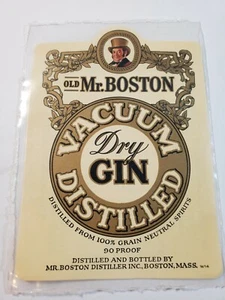 OLD Mr. BOSTON
VACUUM
Dry
GIN
DISTILLED
DISTILLED FROM 100% GRAIN NEUTRAL SPIRITS
90 PROOF
DISTILLED AND BOTTLED BY
MR. BOSTON DISTILLER INC., BOSTON, MASS.